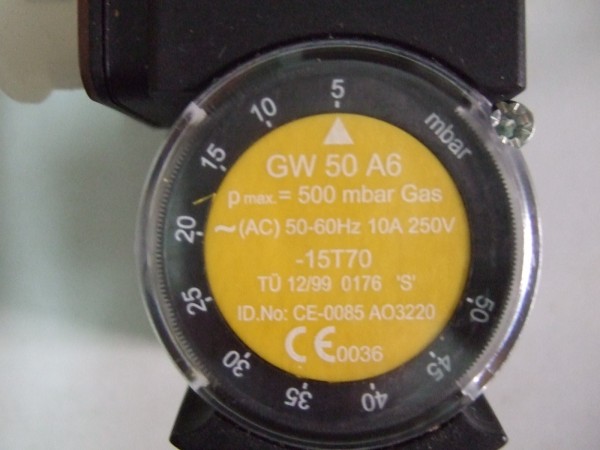 5
10
15
20
25
30
35
40
45
50
mbar
GW 50 A6
p max. = 500 mbar Gas
~(AC) 50-60Hz 10A 250V
-15T70
TÜ 12/99 0176 'S'
ID.No: CE-0085 AO3220
CE 0036